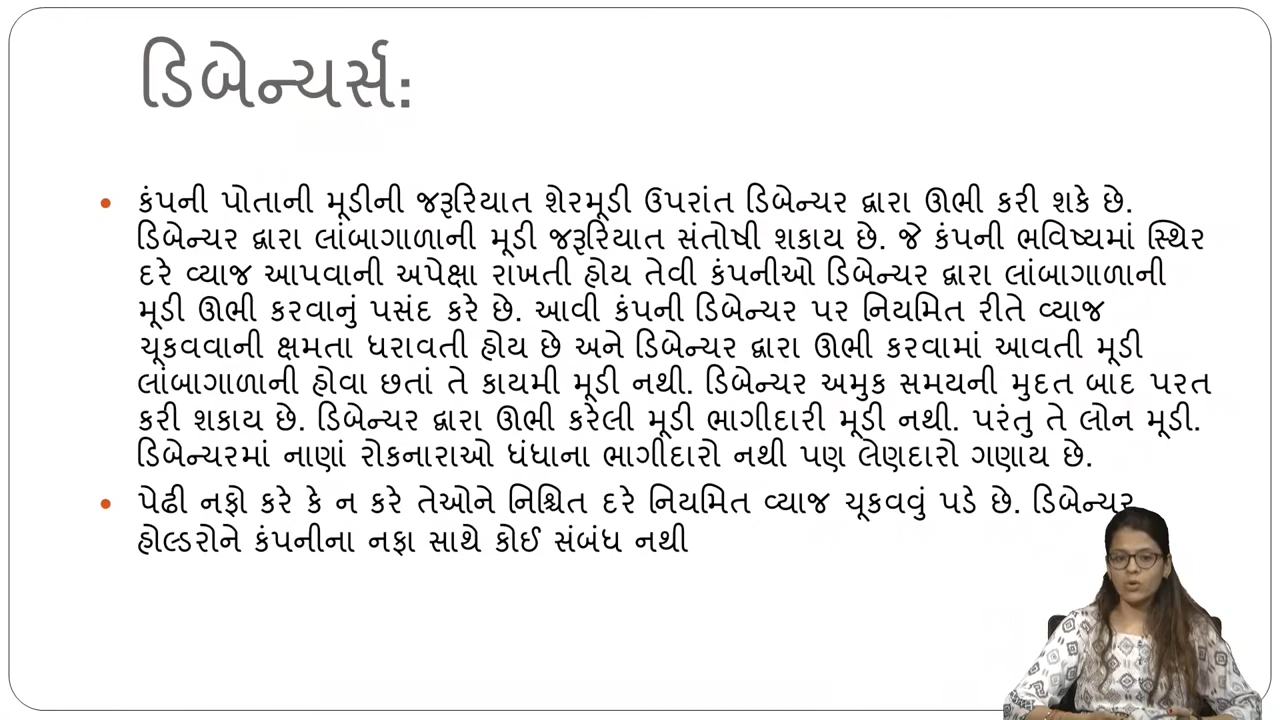 ડિબેન્ચર્સ:
• કંપની પોતાની મૂડીની જરૂરિયાત શેરમૂડી ઉપરાંત ડિબેન્ચર દ્વારા ઊભી કરી શકે છે.
ડિબેન્ચર દ્વારા લાંબાગાળાની મૂડી જરૂરિયાત સંતોષી શકાય છે. જે કંપની ભવિષ્યમાં સ્થિર
દરે વ્યાજ આપવાની અપેક્ષા રાખતી હોય તેવી કંપનીઓ ડિબેન્ચર દ્વારા લાંબાગાળાની
મૂડી ઊભી કરવાનું પસંદ કરે છે. આવી કંપની ડિબેન્ચર પર નિયમિત રીતે વ્યાજ
ચૂકવવાની ક્ષમતા ધરાવતી હોય છે અને ડિબેન્ચર દ્વારા ઊભી કરવામાં આવતી મૂડી
લાંબાગાળાની હોવા છતાં તે કાયમી મૂડી નથી. ડિબેન્ચર અમુક સમયની મુદત બાદ પરત
કરી શકાય છે. ડિબેન્ચર દ્વારા ઊભી કરેલી મૂડી ભાગીદારી મૂડી નથી. પરંતુ તે લોન મૂડી.
ડિબેન્ચરમાં નાણાં રોકનારાઓ ધંધાના ભાગીદારો નથી પણ લેણદારો ગણાય છે.
• પેઢી નફો કરે કે ન કરે તેઓને નિશ્ચિત દરે નિયમિત વ્યાજ ચૂકવવું પડે છે. ડિબેન્ચર
હોલ્ડરોને કંપનીના નફા સાથે કોઈ સંબંધ નથી